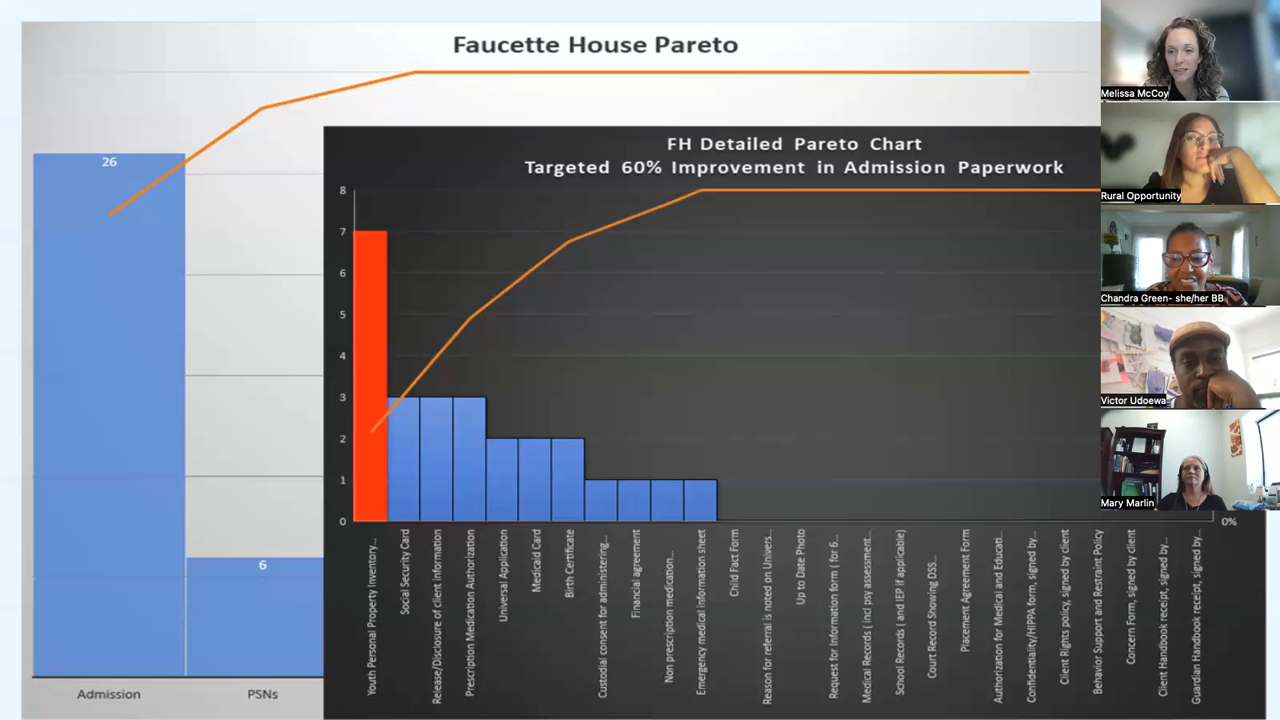 Faucette House Pareto
26
6
Admission
PSNs
FH Detailed Pareto Chart
Targeted 60% Improvement in Admission Paperwork
8
7
6
5
4
3
2
1
0
0%
Youth Personal Property Inventory...
Social Security Card
Release/Disclosure of client information
Prescription Medication Authorization
Universal Application
Medicaid Card
Birth Certificate
Custodial consent for administering...
Financial agreement
Non prescription medication...
Emergency medical information sheet
Child Fact Form
Reason for referral is noted on Univers...
Up to Date Photo
Request for Information form ( for 6...
Medical Records ( incl psy assessment...
School Records ( and IEP if applicable)
Court Record Showing DSS...
Placement Agreement Form
Authorization for Medical and Educati...
Confidentiality/HIPPA form, signed by...
Client Rights policy, signed by client
Behavior Support and Restraint Policy
Concern Form, signed by client
Client Handbook receipt, signed by...
Guardian Handbook receipt, signed by...
Melissa McCoy
Rural Opportunity
Chandra Green- she/her BB
Victor Udoewa
Mary Marlin